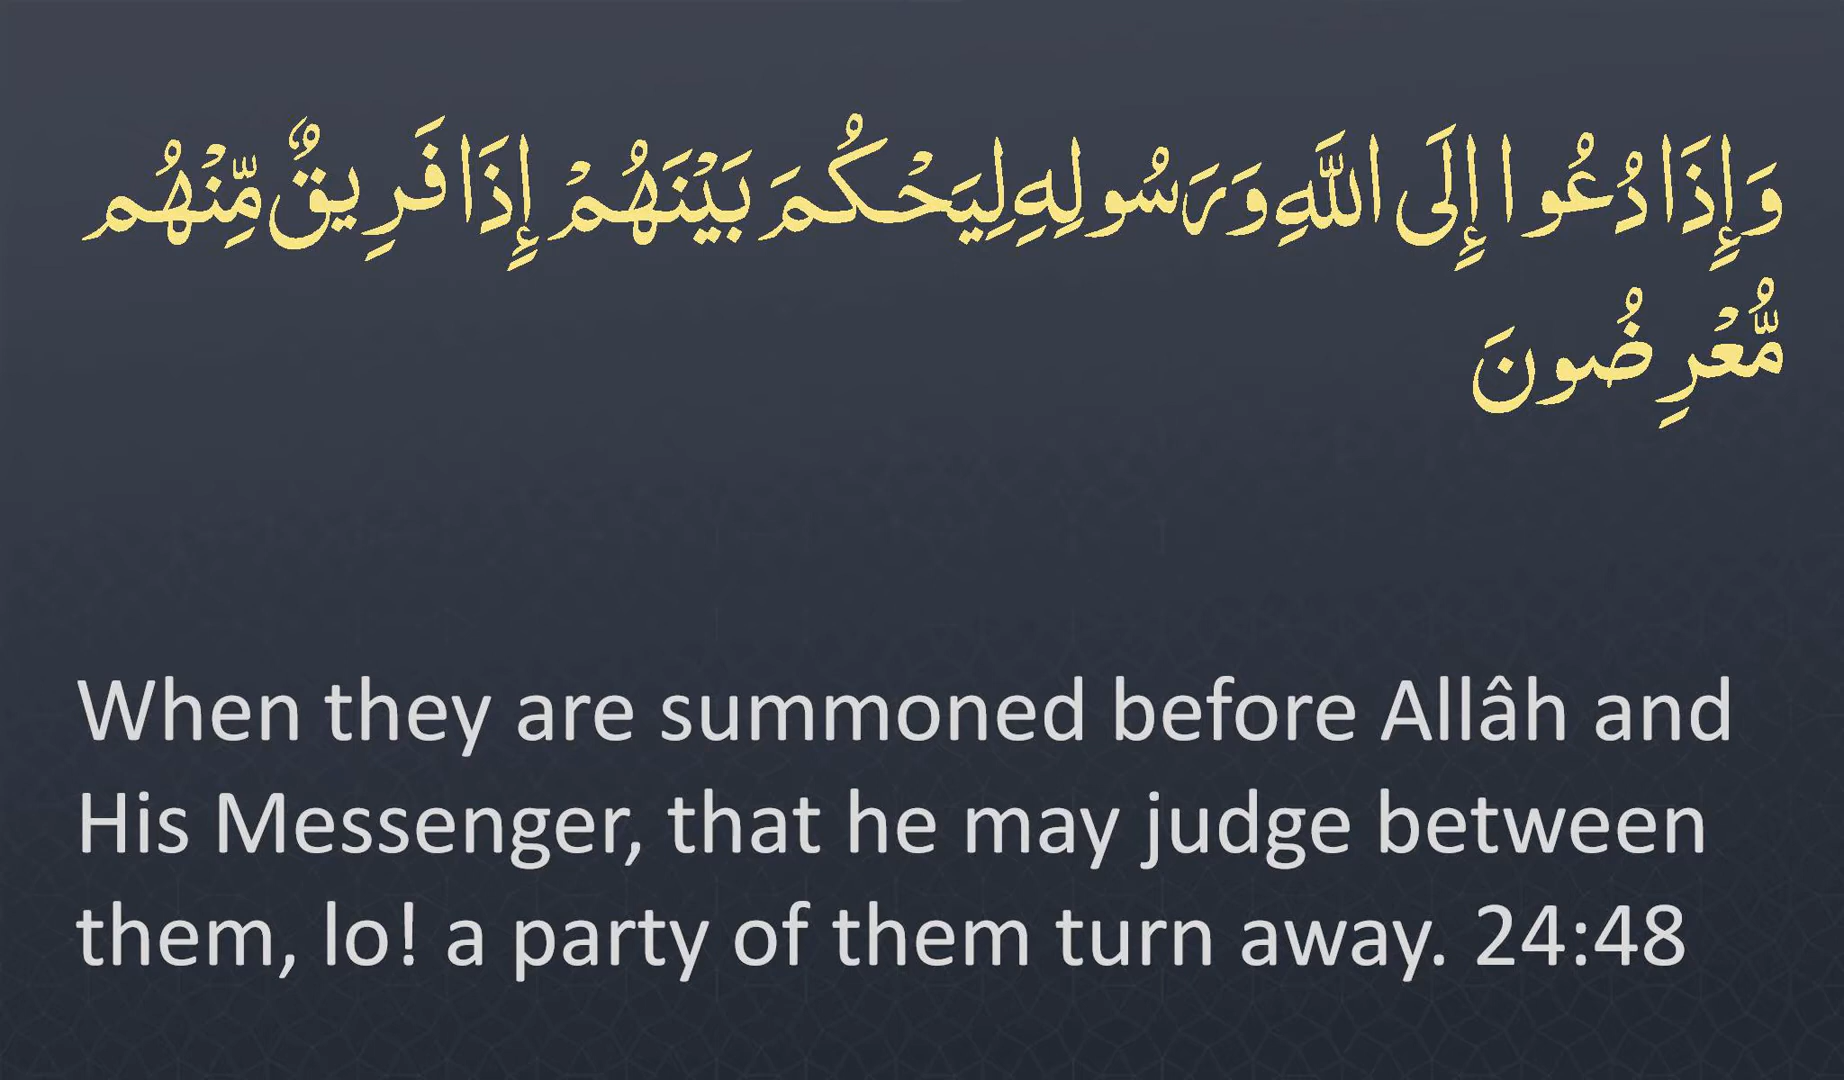 وَإِذَا دُعُوا إِلَى اللَّهِ وَرَسُولِهِ لِيَحْكُمَ بَيْنَهُمْ إِذَا فَرِيقٌ مِّنْهُم
مُّعْرِضُونَ
When they are summoned before Allâh and
His Messenger, that he may judge between
them, lo! a party of them turn away. 24:48